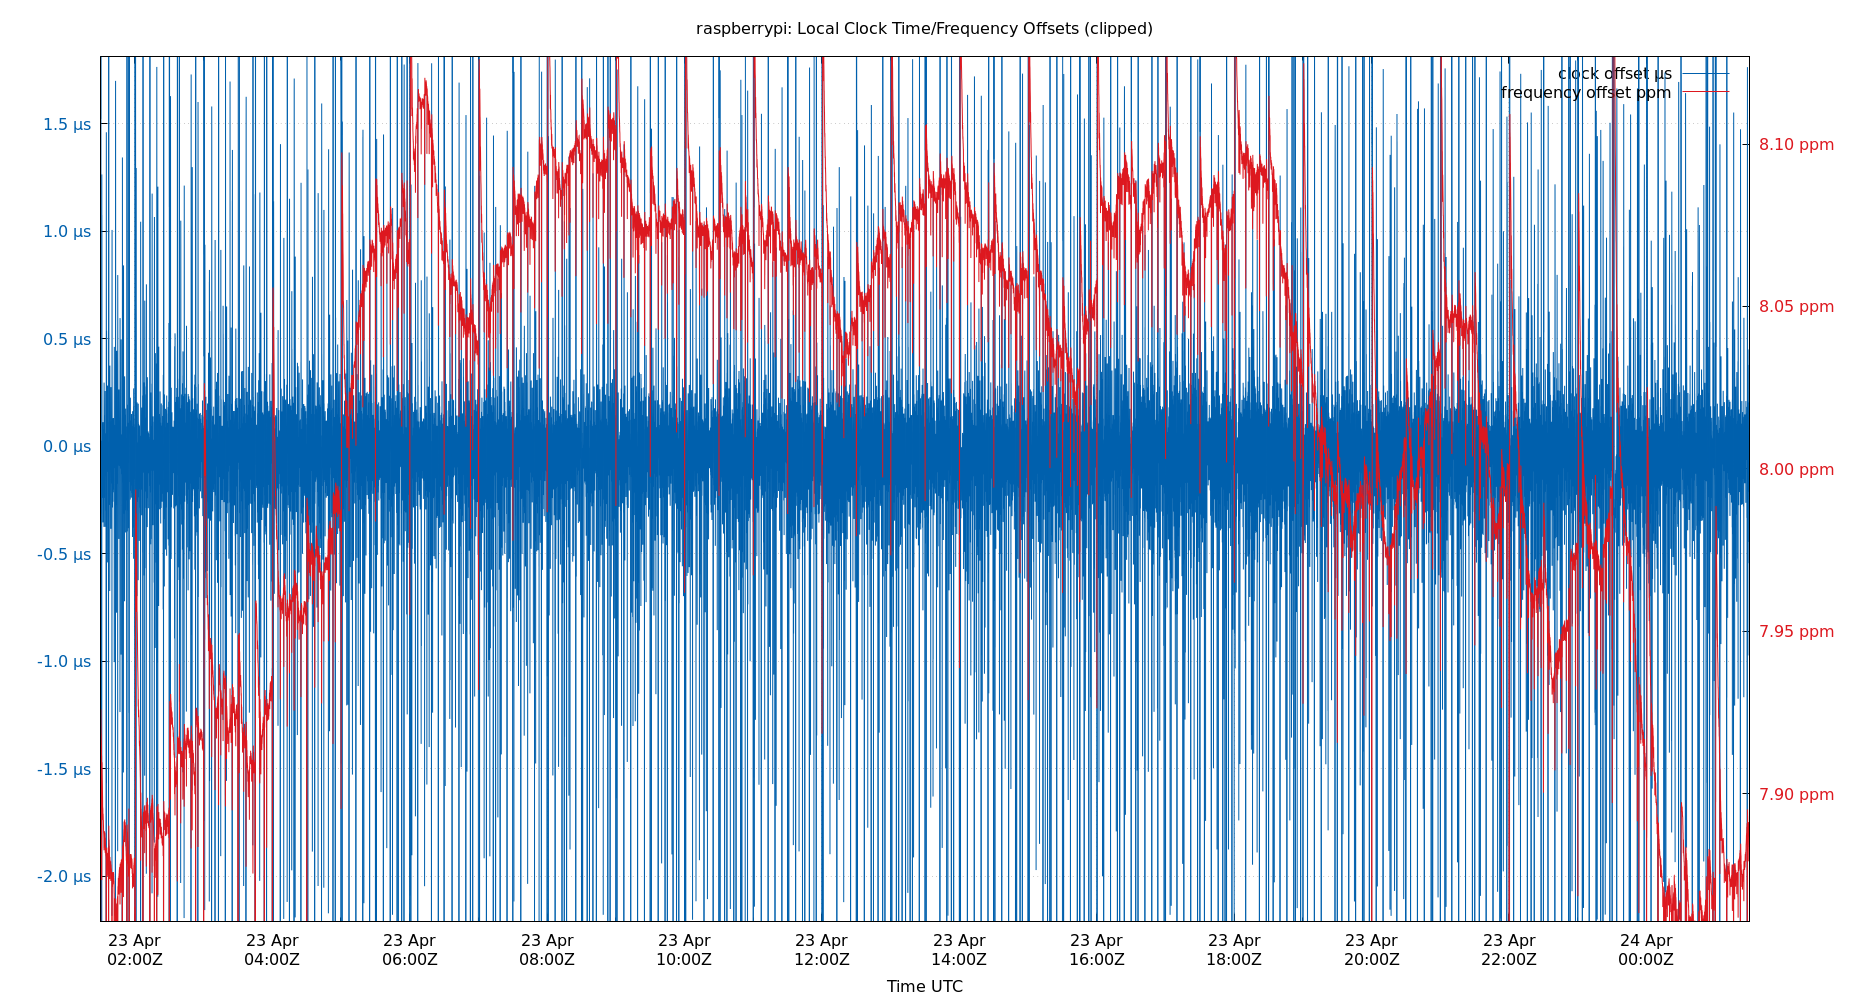 raspberrypi: Local Clock Time/Frequency Offsets (clipped)
clock offset µs
frequency offset ppm
1.5 µs
1.0 µs
0.5 µs
0.0 µs
-0.5 µs
-1.0 µs
-1.5 µs
-2.0 µs
8.10 ppm
8.05 ppm
8.00 ppm
7.95 ppm
7.90 ppm
23 Apr 23 Apr 23 Apr 23 Apr 23 Apr 23 Apr 23 Apr 23 Apr 23 Apr 23 Apr 23 Apr 24 Apr
02:00Z 04:00Z 06:00Z 08:00Z 10:00Z 12:00Z 14:00Z 16:00Z 18:00Z 20:00Z 22:00Z 00:00Z
Time UTC